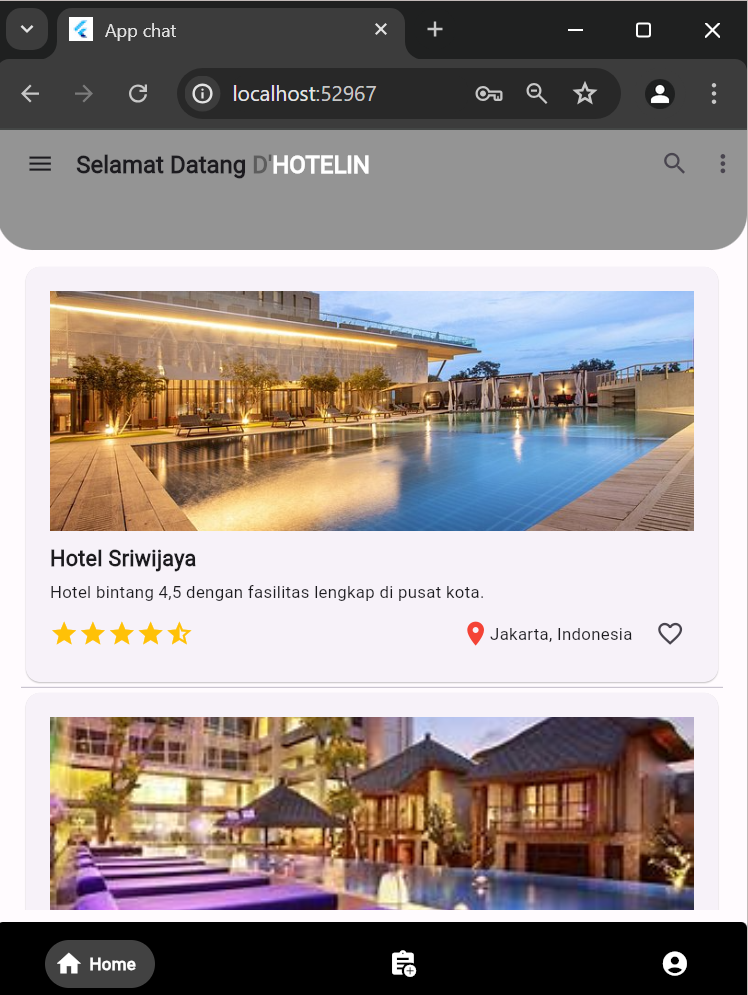 App chat
localhost:52967
Selamat Datang D'HOTELIN
Hotel Sriwijaya
Hotel bintang 4,5 dengan fasilitas lengkap di pusat kota.
Jakarta, Indonesia
Home